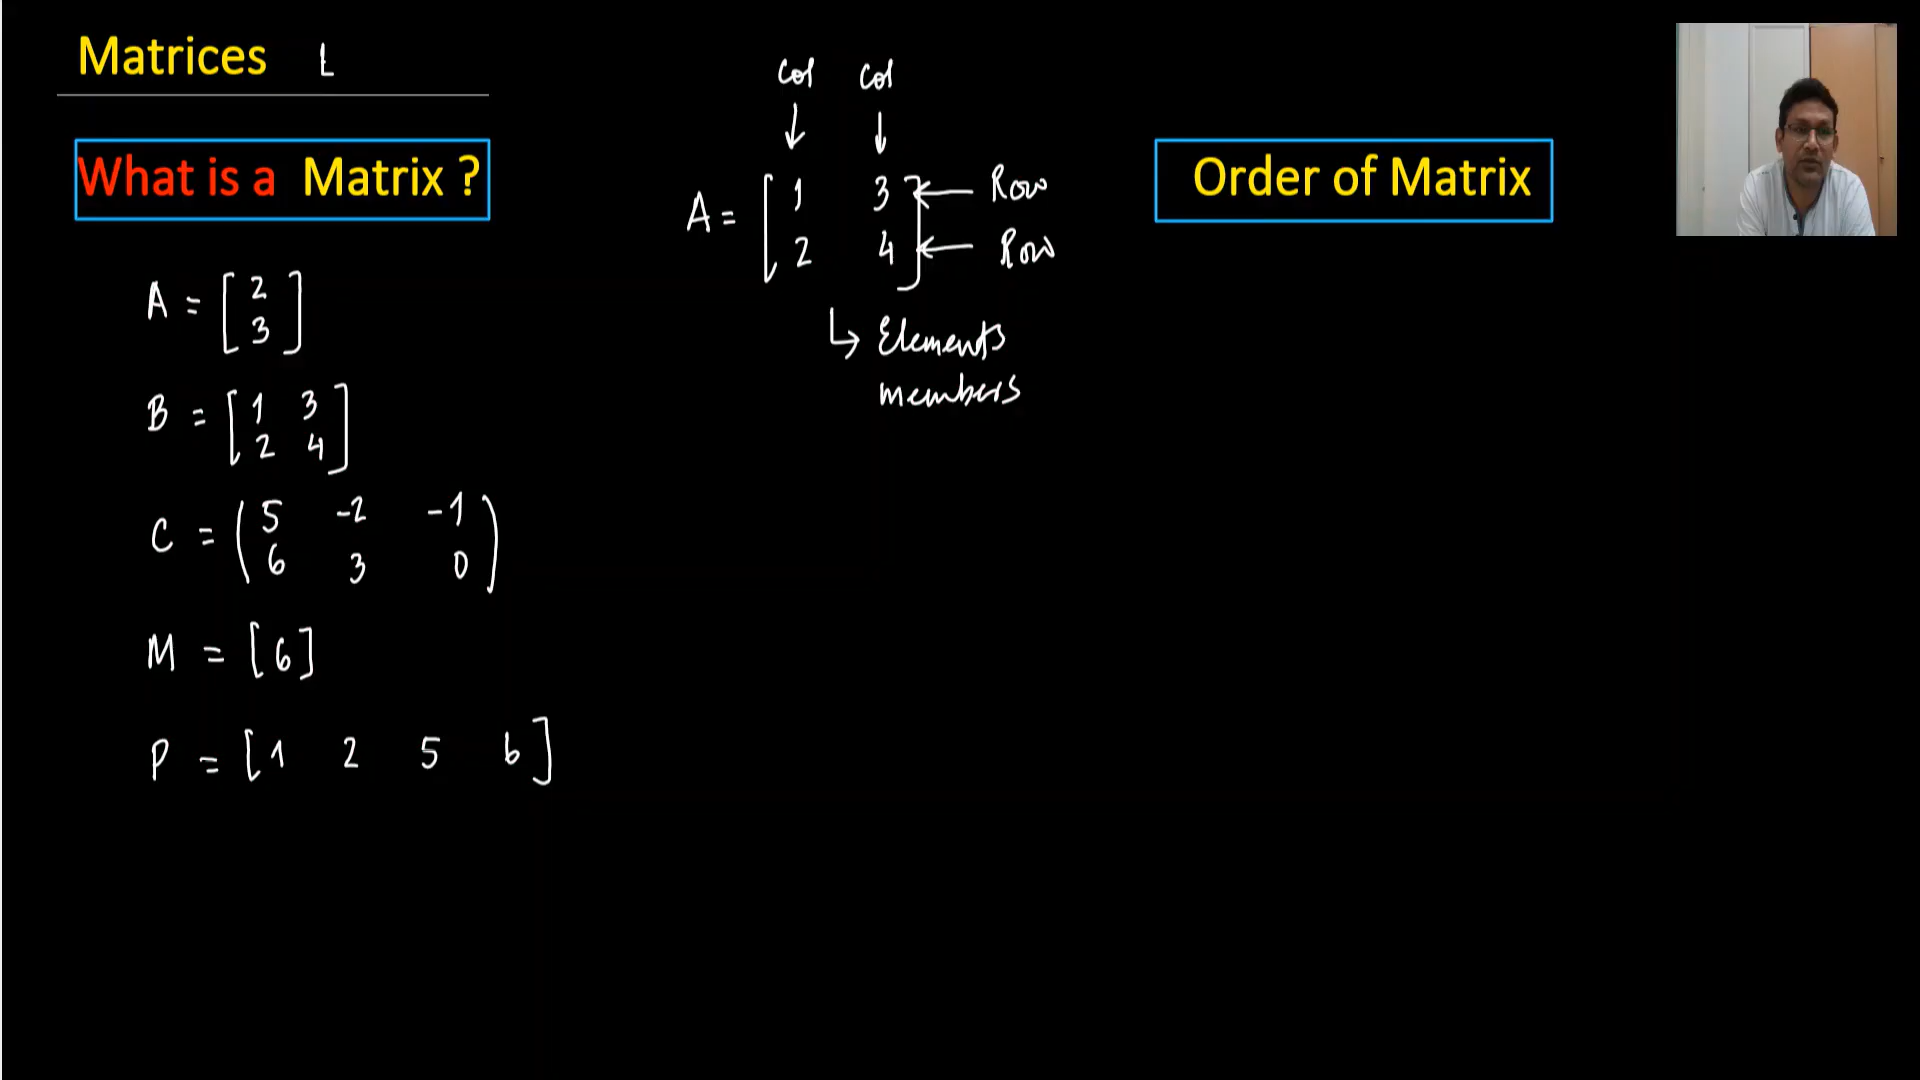 Matrices L
What is a Matrix ?
A = [ 2
3 ]
B = [ 1 3
2 4 ]
C = ( 5 -2 -1
6 3 0 )
M = [ 6 ]
P = [ 1 2 5 6 ]
Col Col
A = [ 1 3 ] ← Row
2 4 ← Row
↳ Elements
members
Order of Matrix